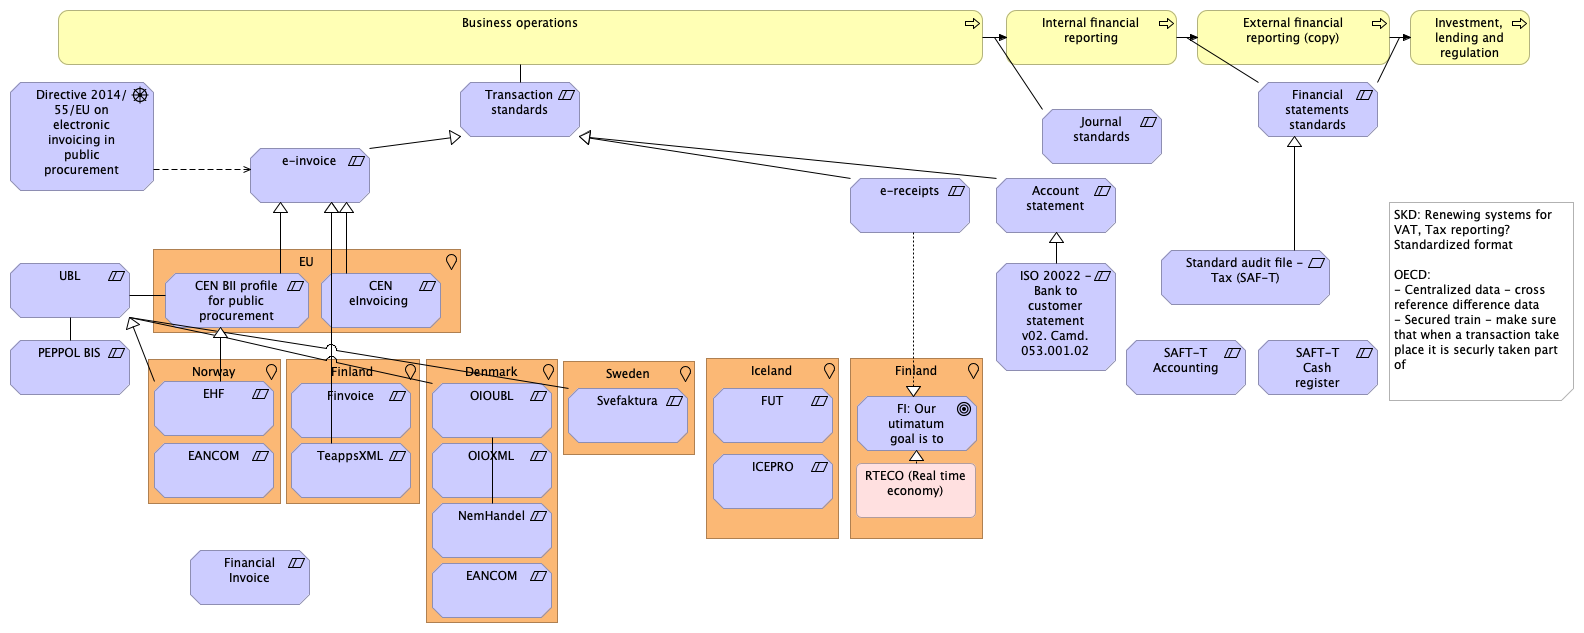 Business operations
Internal financial
reporting
External financial
reporting (copy)
Investment,
lending and
regulation
Directive 2014/
55/EU on
electronic
invoicing in
public
procurement
Transaction
standards
Financial
statements
standards
Journal
standards
e-invoice
e-receipts
Account
statement
SKD: Renewing systems for
VAT, Tax reporting?
Standardized format
OECD:
- Centralized data - cross
reference difference data
- Secured train - make sure
that when a transaction take
place it is securly taken part
of
EU
UBL
CEN BII profile
for public
procurement
CEN
eInvoicing
ISO 20022 -
Bank to
customer
statement
v02. Camd.
053.001.02
Standard audit file -
Tax (SAF-T)
PEPPOL BIS
SAFT-T
Accounting
SAFT-T
Cash
register
Norway
EHF
EANCOM
Finland
Finvoice
TeappsXML
Denmark
OIOUBL
OIOXML
NemHandel
EANCOM
Sweden
Svefaktura
Iceland
FUT
ICEPRO
Finland
FI: Our
utimatum
goal is to
RTECO (Real time
economy)
Financial
Invoice